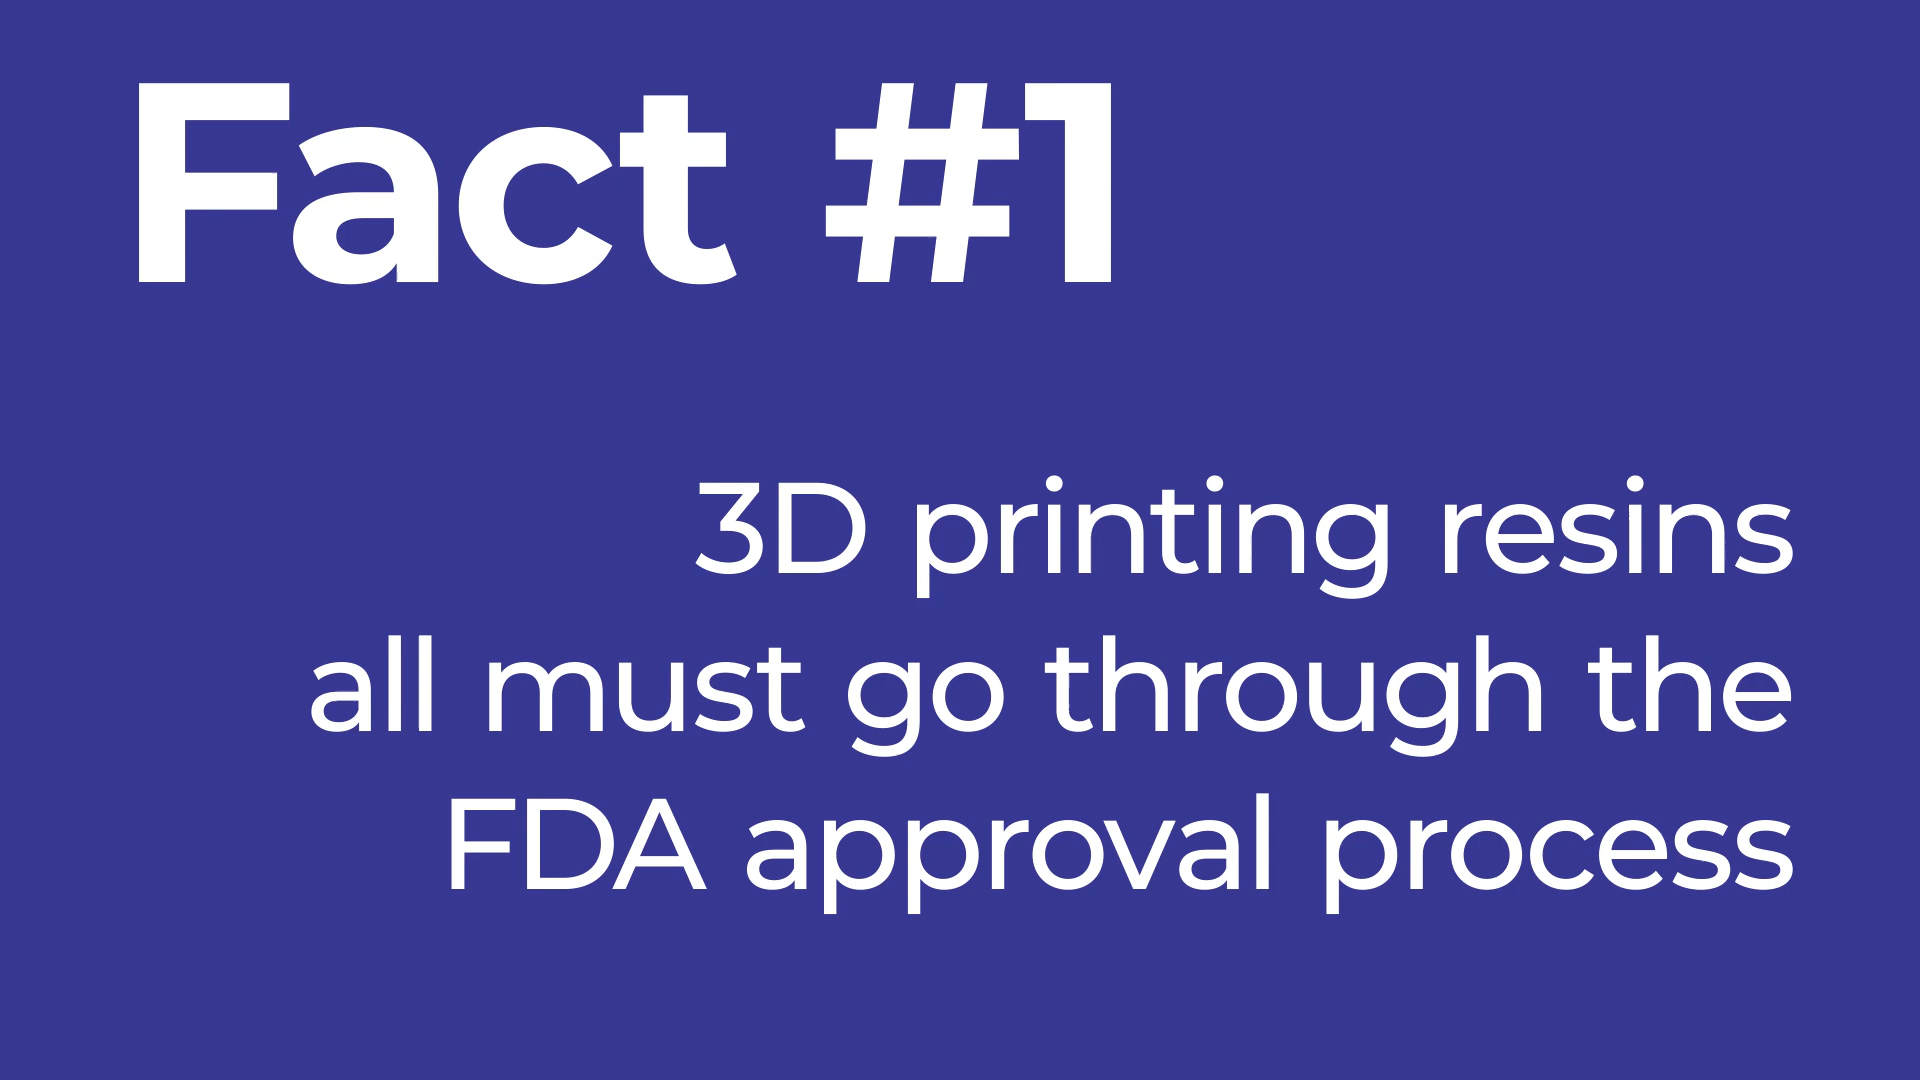 Fact #1
3D printing resins
all must go through the
FDA approval process